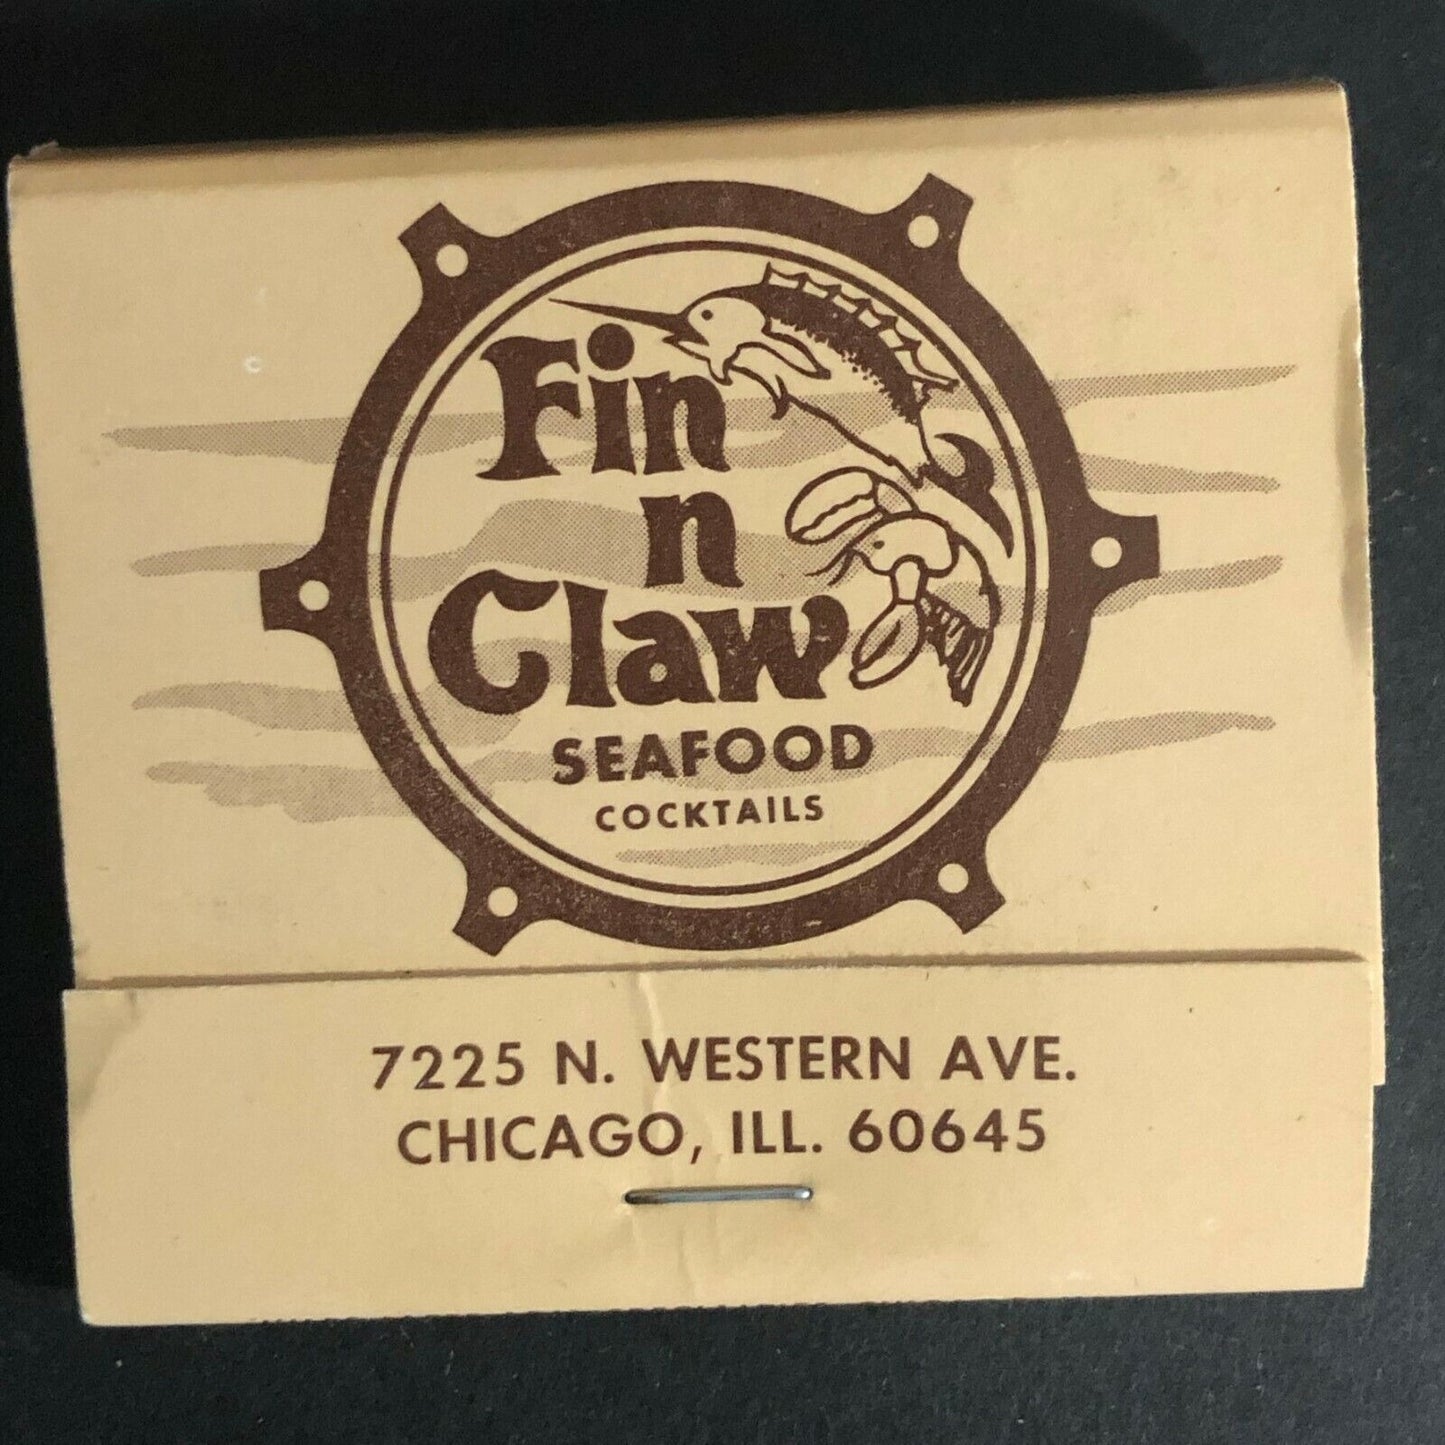 Fin
n
Claw
SEAFOOD
COCKTAILS
7225 N. WESTERN AVE.
CHICAGO, ILL. 60645